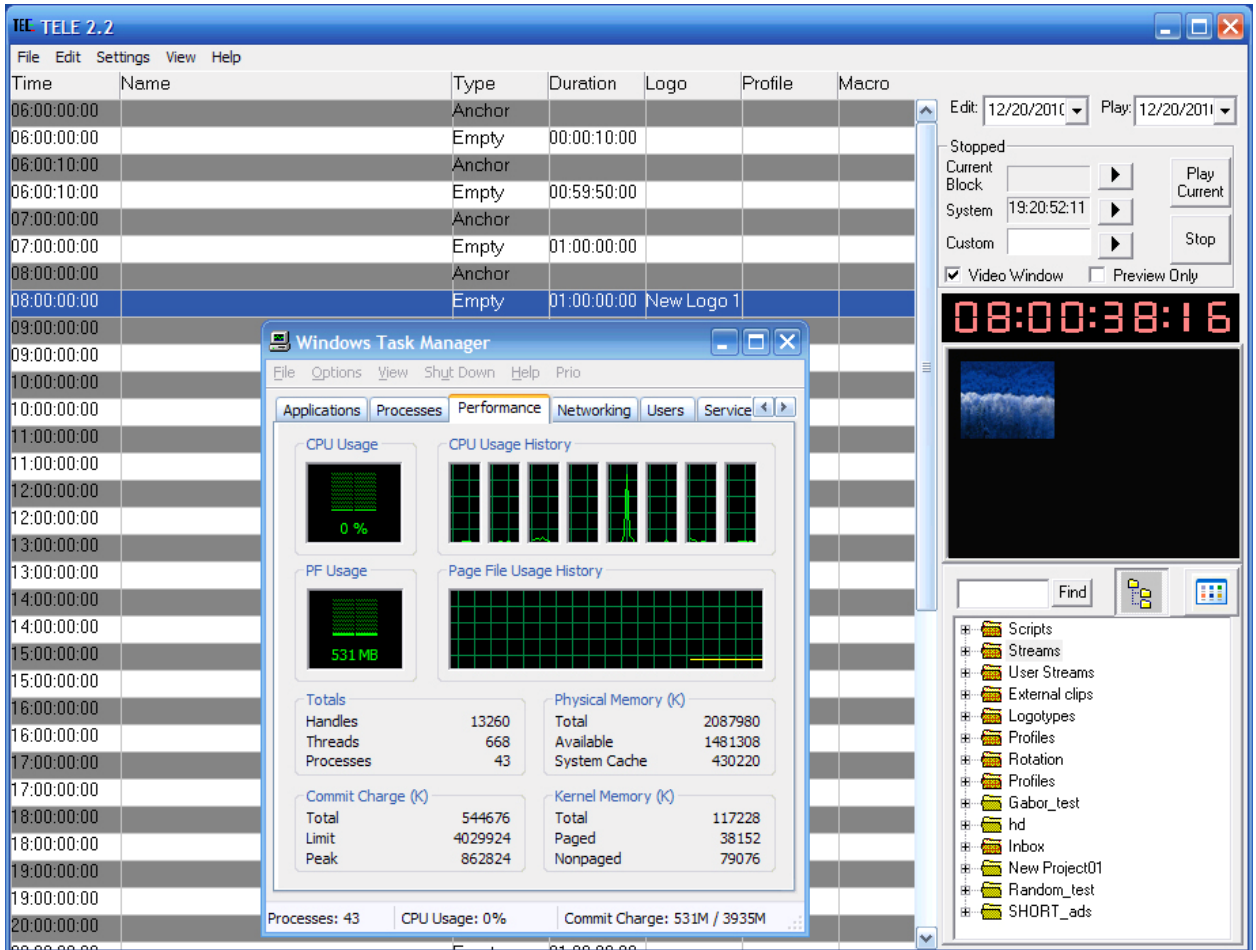 TEC TELE 2.2
File Edit Settings View Help
Time Name Type Duration Logo Profile Macro
06:00:00:00 Anchor
06:00:00:00 Empty 00:00:10:00
06:00:10:00 Anchor
06:00:10:00 Empty 00:59:50:00
07:00:00:00 Anchor
07:00:00:00 Empty 01:00:00:00
08:00:00:00 Anchor
08:00:00:00 Empty 01:00:00:00 New Logo 1
09:00:00:00
09:00:00:00
10:00:00:00
10:00:00:00
11:00:00:00
11:00:00:00
12:00:00:00
12:00:00:00
13:00:00:00
13:00:00:00
14:00:00:00
14:00:00:00
15:00:00:00
15:00:00:00
16:00:00:00
16:00:00:00
17:00:00:00
17:00:00:00
18:00:00:00
18:00:00:00
19:00:00:00
19:00:00:00
20:00:00:00
Windows Task Manager
File Options View Shut Down Help Prio
Applications Processes Performance Networking Users Service
CPU Usage CPU Usage History
0 %
PF Usage Page File Usage History
531 MB
Totals
Handles 13260
Threads 668
Processes 43
Physical Memory (K)
Total 2087980
Available 1481308
System Cache 430220
Commit Charge (K)
Total 544676
Limit 4029924
Peak 862824
Kernel Memory (K)
Total 117228
Paged 38152
Nonpaged 79076
Processes: 43 CPU Usage: 0% Commit Charge: 531M / 3935M
Edit: 12/20/2010 Play: 12/20/201
Stopped
Current
Block
Play
Current
System 19:20:52:11
Custom
Stop
Video Window Preview Only
08:00:38:16
Find
Scripts
Streams
User Streams
External clips
Logotypes
Profiles
Rotation
Profiles
Gabor_test
hd
Inbox
New Project01
Random_test
SHORT_ads